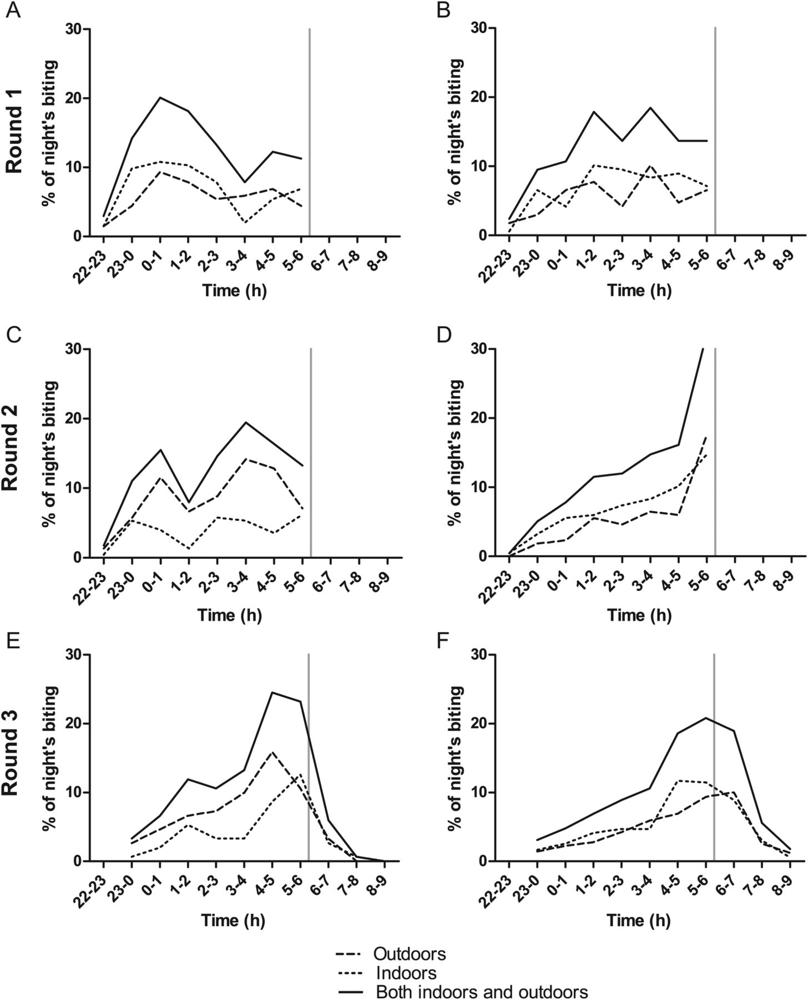 A
B
Round 1
% of night's biting
30
20
10
0
22-23 23-0 0-1 1-2 2-3 3-4 4-5 5-6 6-7 7-8 8-9
Time (h)
% of night's biting
30
20
10
0
22-23 23-0 0-1 1-2 2-3 3-4 4-5 5-6 6-7 7-8 8-9
Time (h)
C
D
Round 2
% of night's biting
30
20
10
0
22-23 23-0 0-1 1-2 2-3 3-4 4-5 5-6 6-7 7-8 8-9
Time (h)
% of night's biting
30
20
10
0
22-23 23-0 0-1 1-2 2-3 3-4 4-5 5-6 6-7 7-8 8-9
Time (h)
E
F
Round 3
% of night's biting
30
20
10
0
22-23 23-0 0-1 1-2 2-3 3-4 4-5 5-6 6-7 7-8 8-9
Time (h)
% of night's biting
30
20
10
0
22-23 23-0 0-1 1-2 2-3 3-4 4-5 5-6 6-7 7-8 8-9
Time (h)
Outdoors
Indoors
Both indoors and outdoors